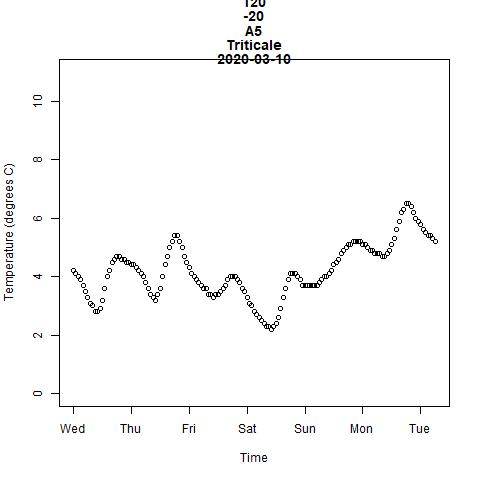 120
-20
A5
Triticale
2020-03-10
Temperature (degrees C)
10
8
6
4
2
0
Wed Thu Fri Sat Sun Mon Tue
Time